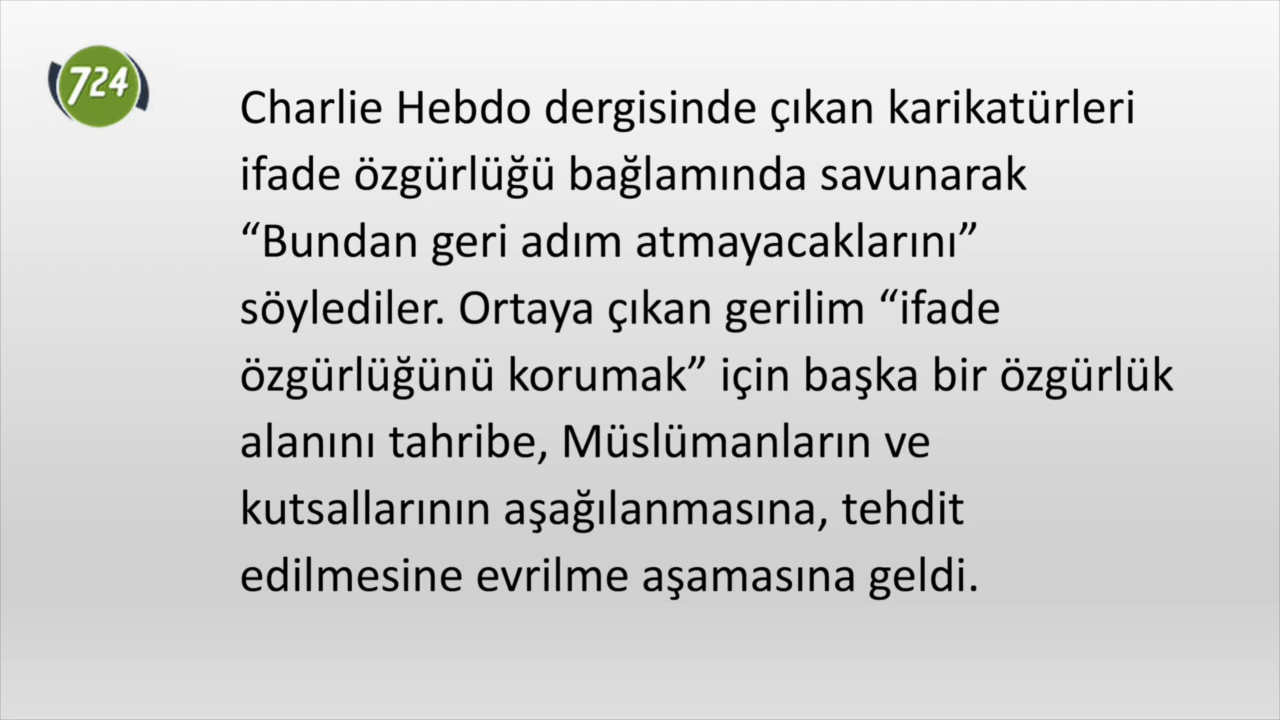 724
Charlie Hebdo dergisinde çıkan karikatürleri
ifade özgürlüğü bağlamında savunarak
“Bundan geri adım atmayacaklarını”
söylediler. Ortaya çıkan gerilim “ifade
özgürlüğünü korumak” için başka bir özgürlük
alanını tahribe, Müslümanların ve
kutsallarının aşağılanmasına, tehdit
edilmesine evrilme aşamasına geldi.